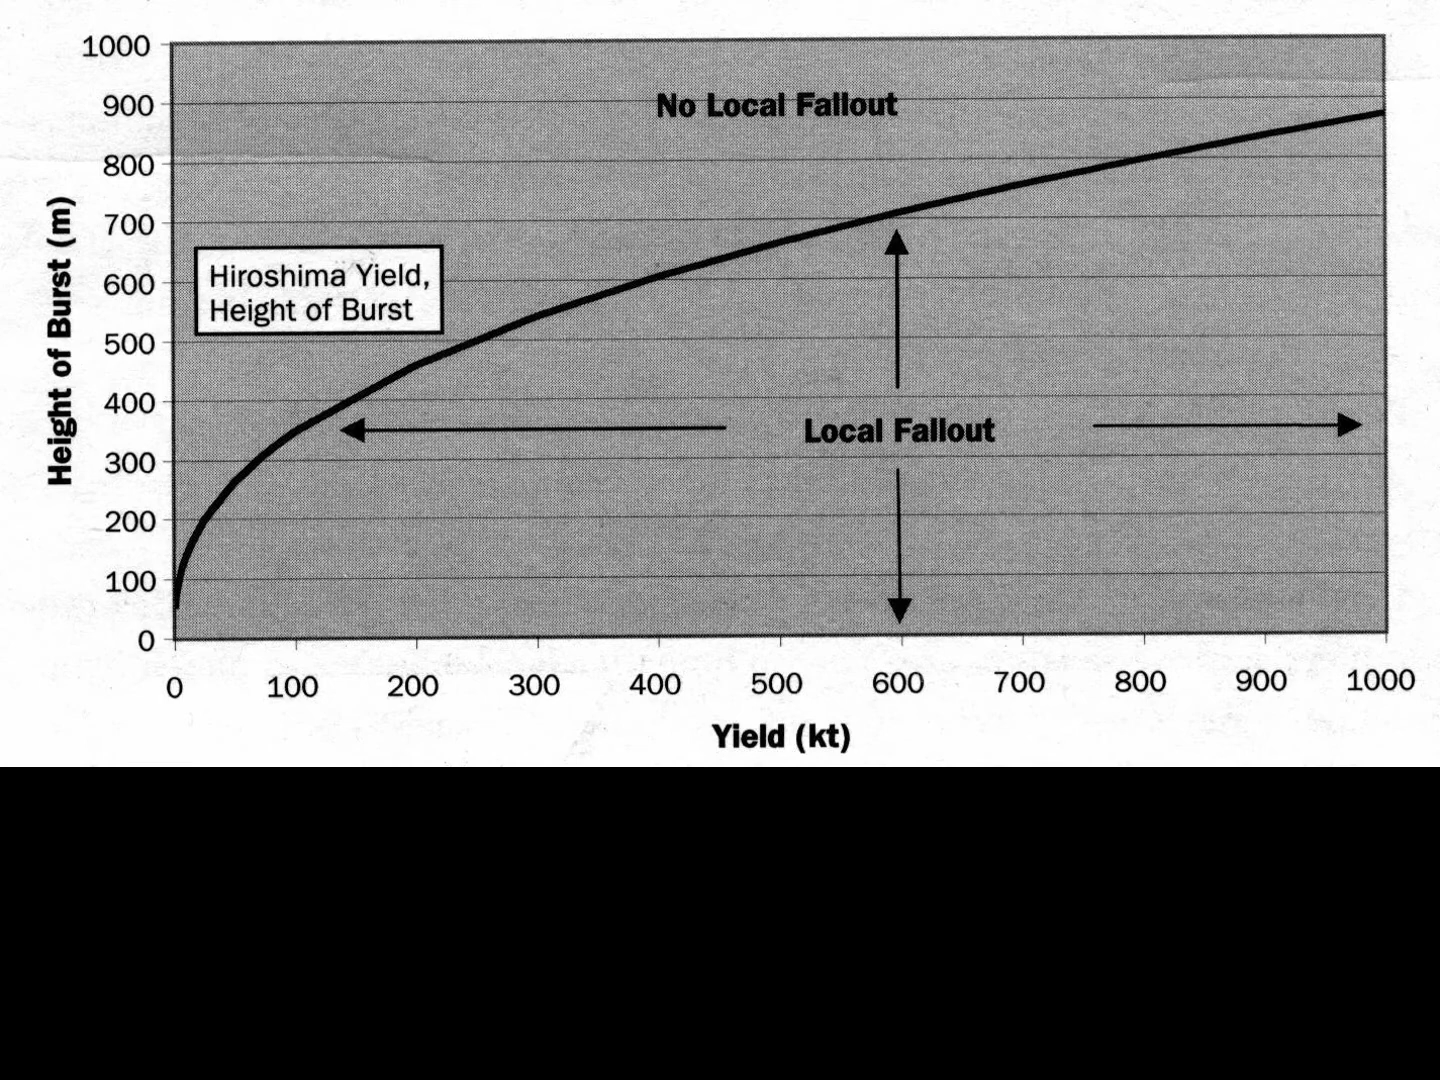 1000
900
800
700
600
500
400
300
200
100
0
Height of Burst (m)
No Local Fallout
Hiroshima Yield,
Height of Burst
Local Fallout
0 100 200 300 400 500 600 700 800 900 1000
Yield (kt)